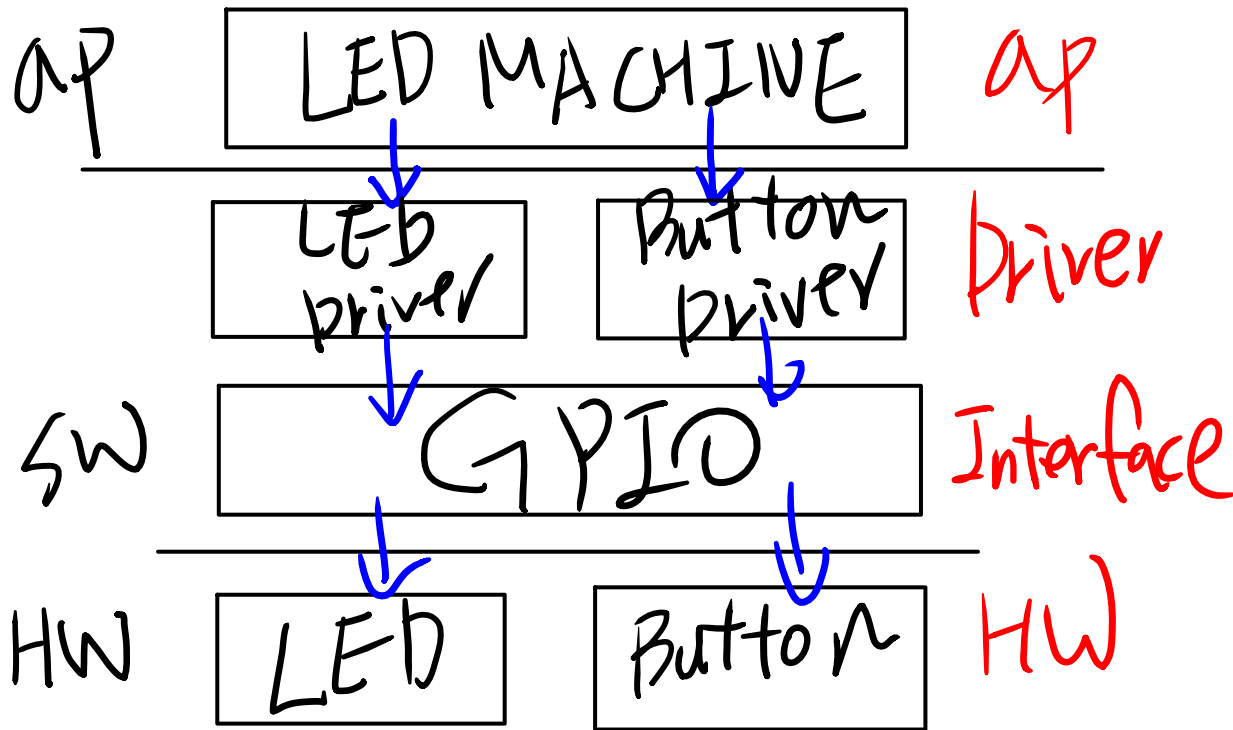 ap LED MACHINE ap
LED Button
Driver Driver Driver
SW GPIO Interface
HW LED Button HW